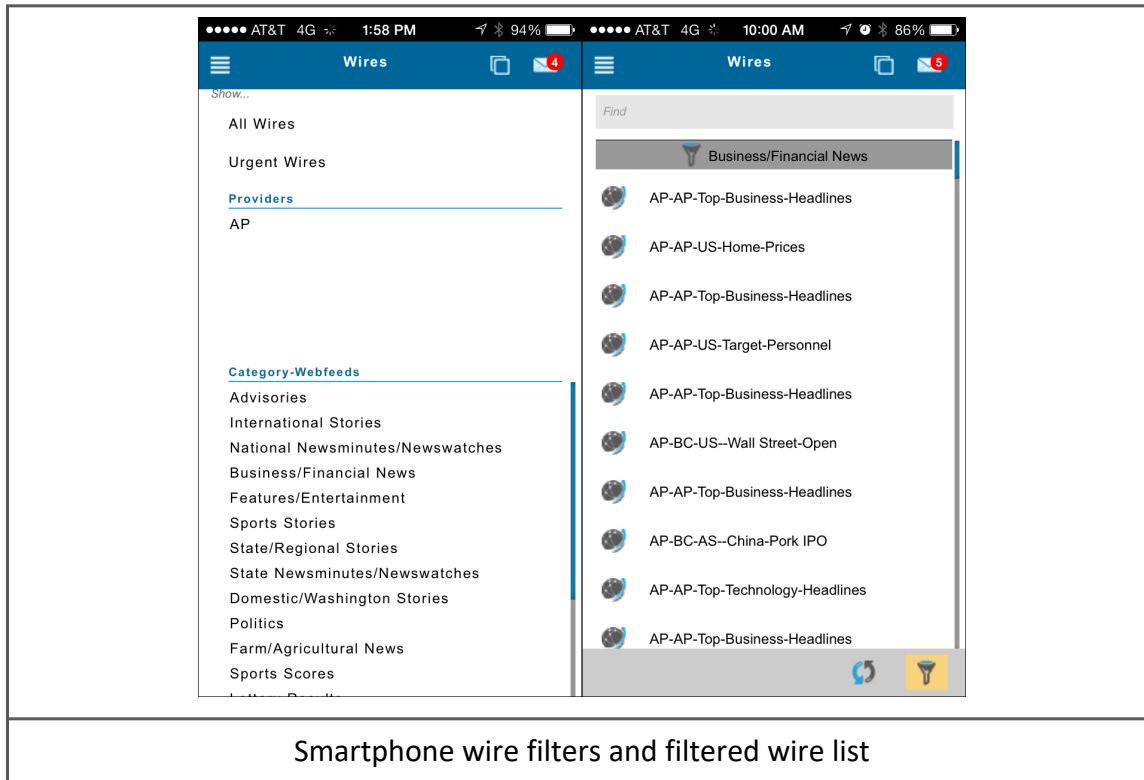 AT&T 4G 1:58 PM 94%
Wires 4
Show...
All Wires
Urgent Wires
Providers
AP
Category-Webfeeds
Advisories
International Stories
National Newsminutes/Newswatches
Business/Financial News
Features/Entertainment
Sports Stories
State/Regional Stories
State Newsminutes/Newswatches
Domestic/Washington Stories
Politics
Farm/Agricultural News
Sports Scores
AT&T 4G 10:00 AM 86%
Wires 5
Find
Business/Financial News
AP-AP-Top-Business-Headlines
AP-AP-US-Home-Prices
AP-AP-Top-Business-Headlines
AP-AP-US-Target-Personnel
AP-AP-Top-Business-Headlines
AP-BC-US--Wall Street-Open
AP-AP-Top-Business-Headlines
AP-BC-AS--China-Pork IPO
AP-AP-Top-Technology-Headlines
AP-AP-Top-Business-Headlines
Smartphone wire filters and filtered wire list